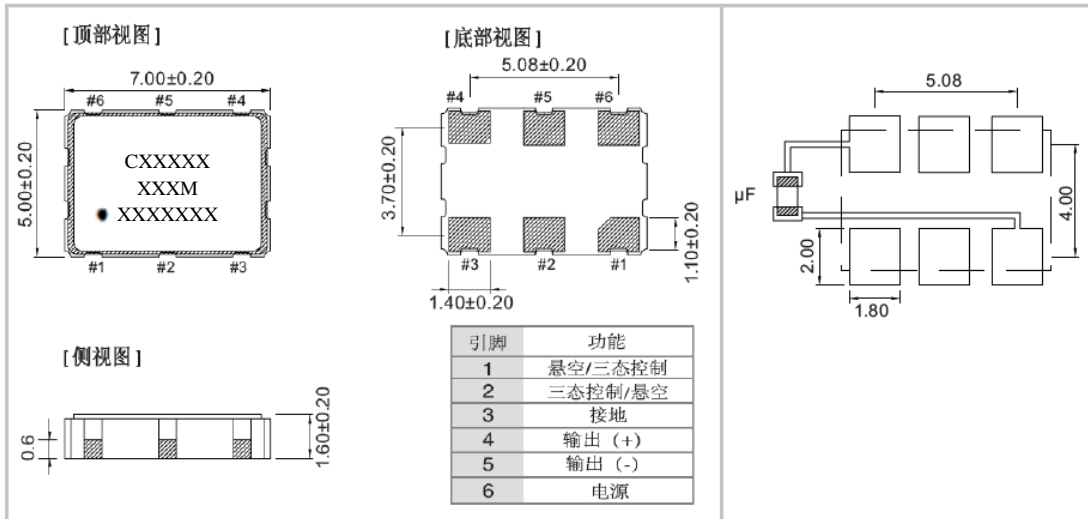 [顶部视图]
7.00±0.20
#6 #5 #4
5.00±0.20
CXXXXX
XXXM
XXXXXXX
#1 #2 #3
[底部视图]
5.08±0.20
#4 #5 #6
3.70±0.20
#3 #2 #1
1.10±0.20
1.40±0.20
[侧视图]
0.6
1.60±0.20
引脚 功能
1 悬空/三态控制
2 三态控制/悬空
3 接地
4 输出（+）
5 输出（-）
6 电源
5.08
µF
4.00
2.00
1.80